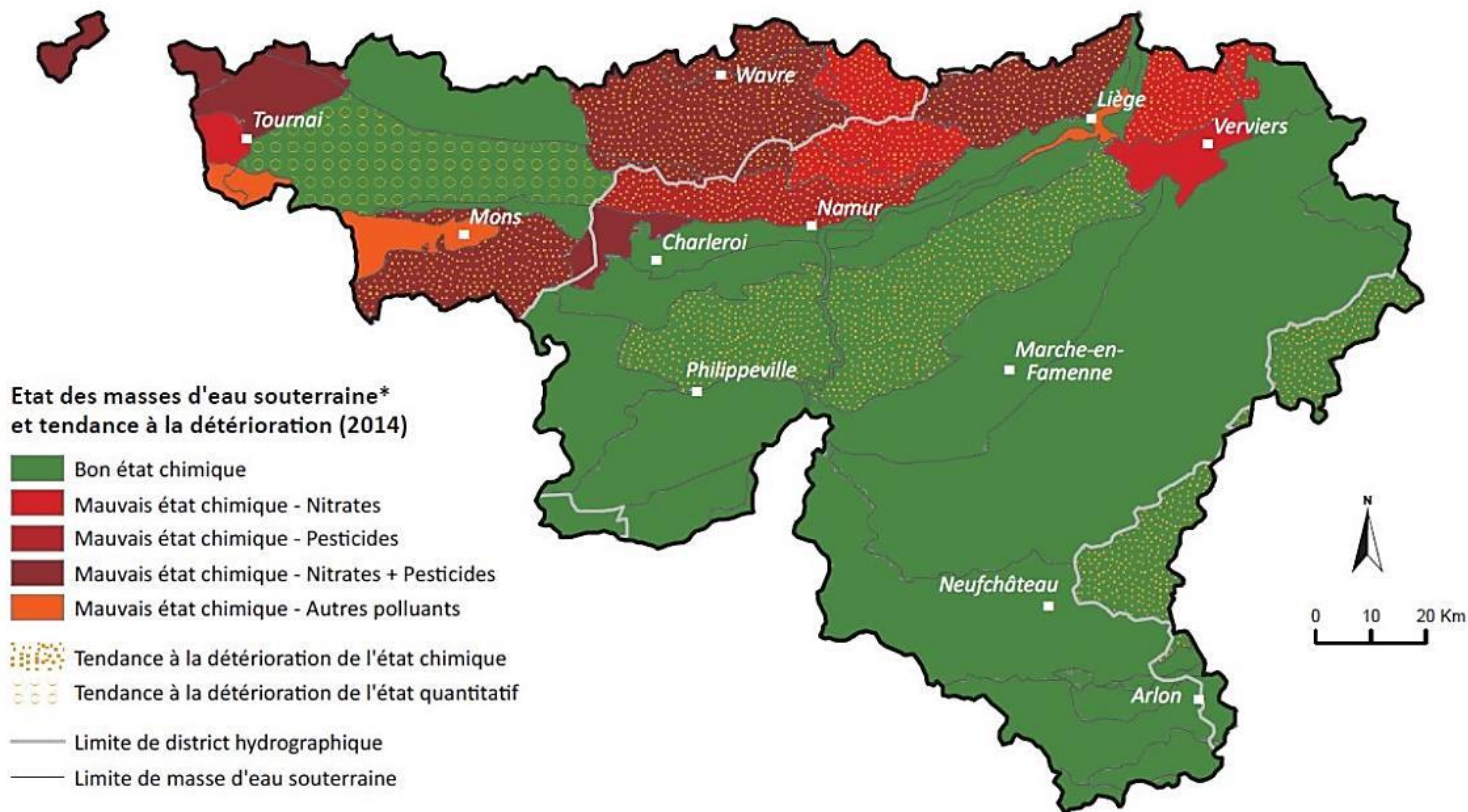 Wavre
Liège
Tournai
Verviers
Mons
Namur
Charleroi
Marche-en-
Famenne
Philippeville
Neufchâteau
Arlon
Etat des masses d'eau souterraine*
et tendance à la détérioration (2014)
Bon état chimique
Mauvais état chimique - Nitrates
Mauvais état chimique - Pesticides
Mauvais état chimique - Nitrates + Pesticides
Mauvais état chimique - Autres polluants
Tendance à la détérioration de l'état chimique
Tendance à la détérioration de l'état quantitatif
Limite de district hydrographique
Limite de masse d'eau souterraine
N
0 10 20 Km